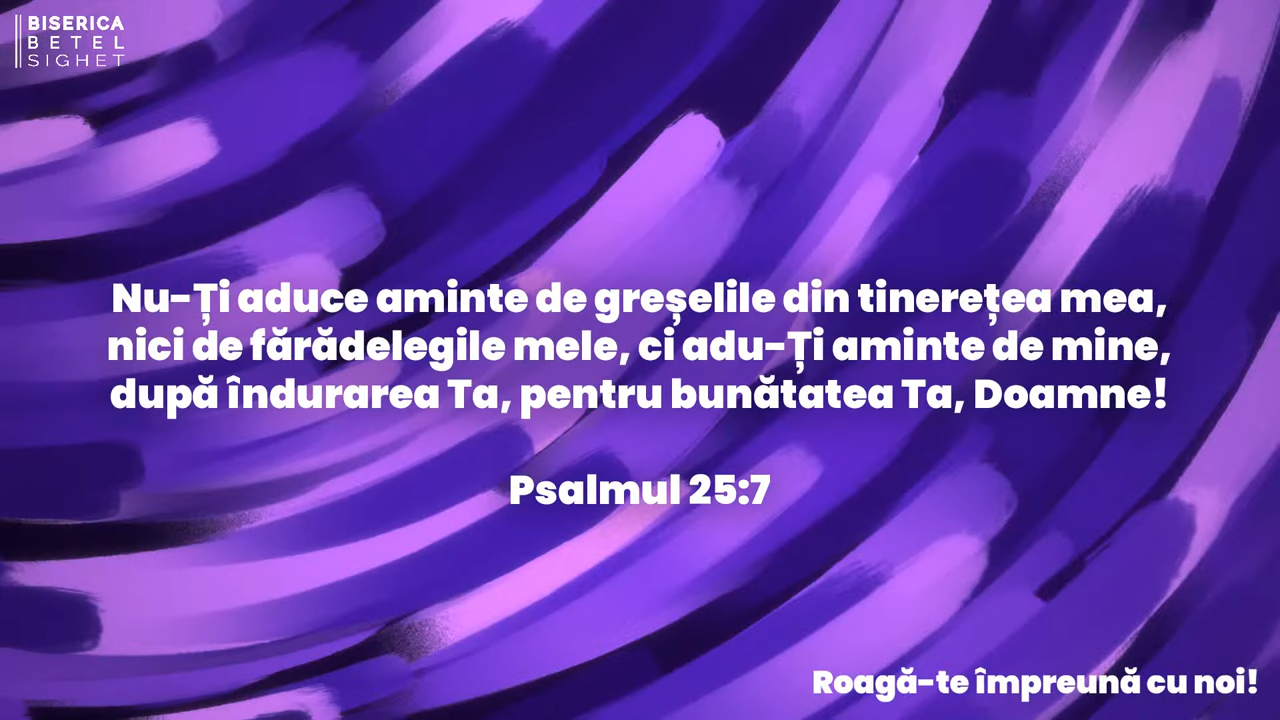 BISERICA
BETEL
SIGHET
Nu-Ți aduce aminte de greșelile din tinerețea mea,
nici de fărădelegile mele, ci adu-Ți aminte de mine,
după îndurarea Ta, pentru bunătatea Ta, Doamne!
Psalmul 25:7
Roagă-te împreună cu noi!